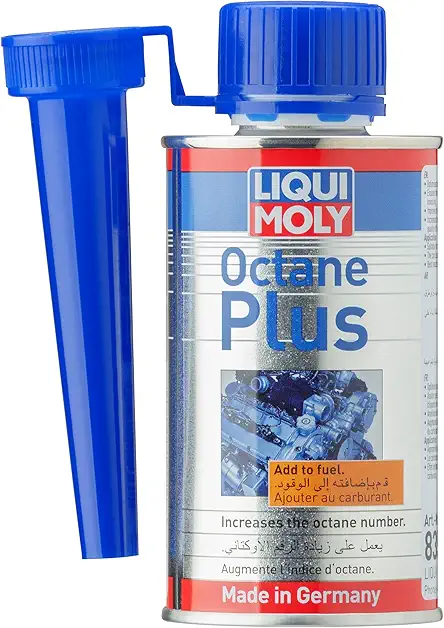 LIQUI
MOLY
Octane
Plus
Add to fuel.
قم بإضافته إلى الوقود.
Ajouter au carburant.
Increases the octane number.
يعمل على زيادة الرقم الأوكتاني.
Augmente l'indice d'octane.
Made in Germany